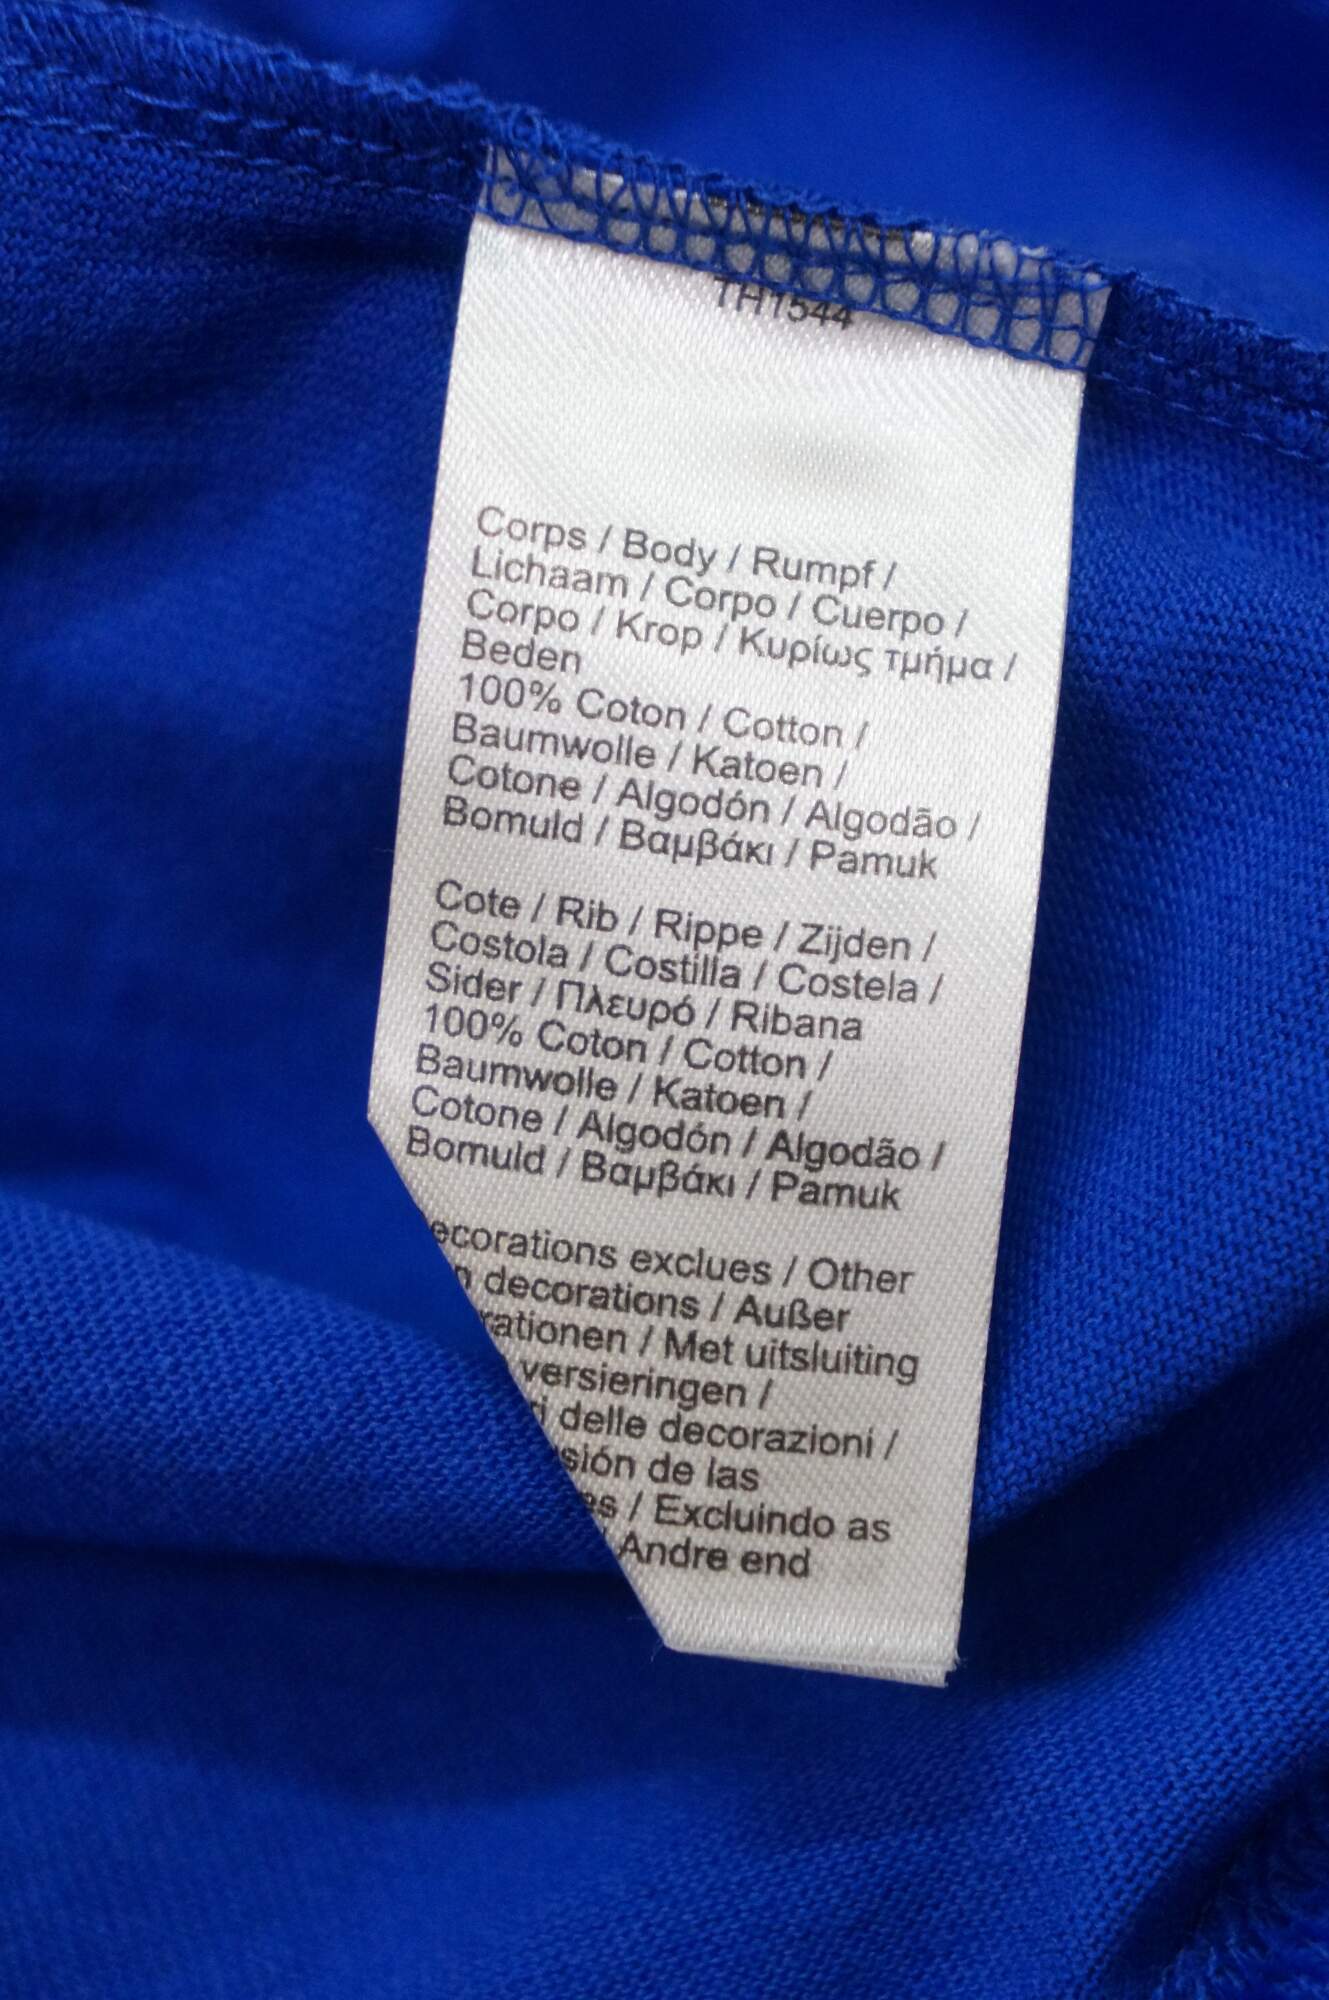 TH1544
Corps / Body / Rumpf /
Lichaam / Corpo / Cuerpo /
Corpo / Krop / Κυρίως τμήμα /
Beden
100% Coton / Cotton /
Baumwolle / Katoen /
Cotone / Algodón / Algodão /
Bomuld / Βαμβάκι / Pamuk
Cote / Rib / Rippe / Zijden /
Costola / Costilla / Costela /
Sider / Πλευρό / Ribana
100% Coton / Cotton /
Baumwolle / Katoen /
Cotone / Algodón / Algodão /
Bomuld / Βαμβάκι / Pamuk
ecorations exclues / Other
n decorations / Außer
rationen / Met uitsluiting
versieringen /
ri delle decorazioni /
sión de las
es / Excluindo as
/ Andre end